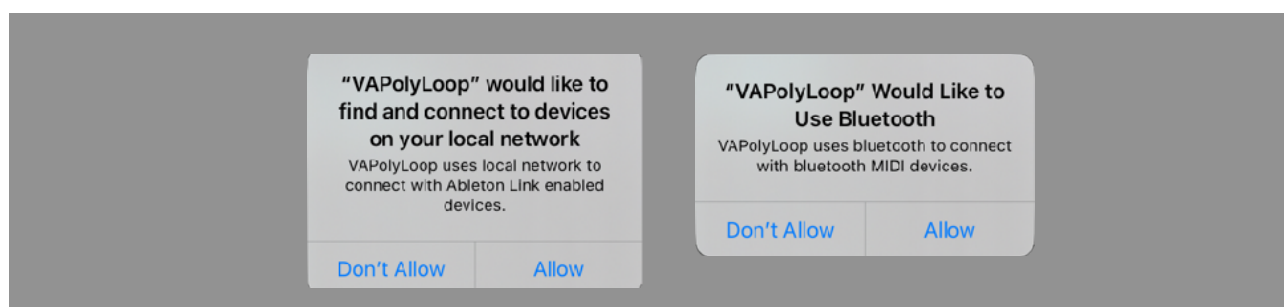 “VAPolyLoop” would like to
find and connect to devices
on your local network
VAPolyLoop uses local network to
connect with Ableton Link enabled
devices.
Don't Allow
Allow
“VAPolyLoop” Would Like to
Use Bluetooth
VAPolyLoop uses bluetooth to connect
with bluetooth MIDI devices.
Don't Allow
Allow